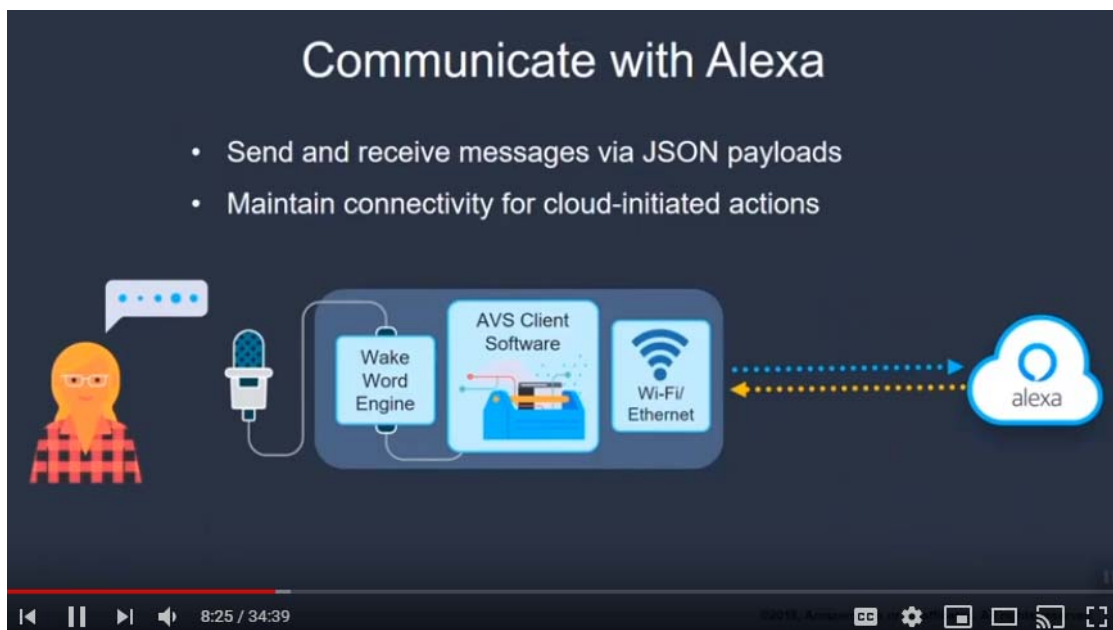 Communicate with Alexa
• Send and receive messages via JSON payloads
• Maintain connectivity for cloud-initiated actions
Wake
Word
Engine
AVS Client
Software
Wi-Fi/
Ethernet
alexa
8:25 / 34:39
CC